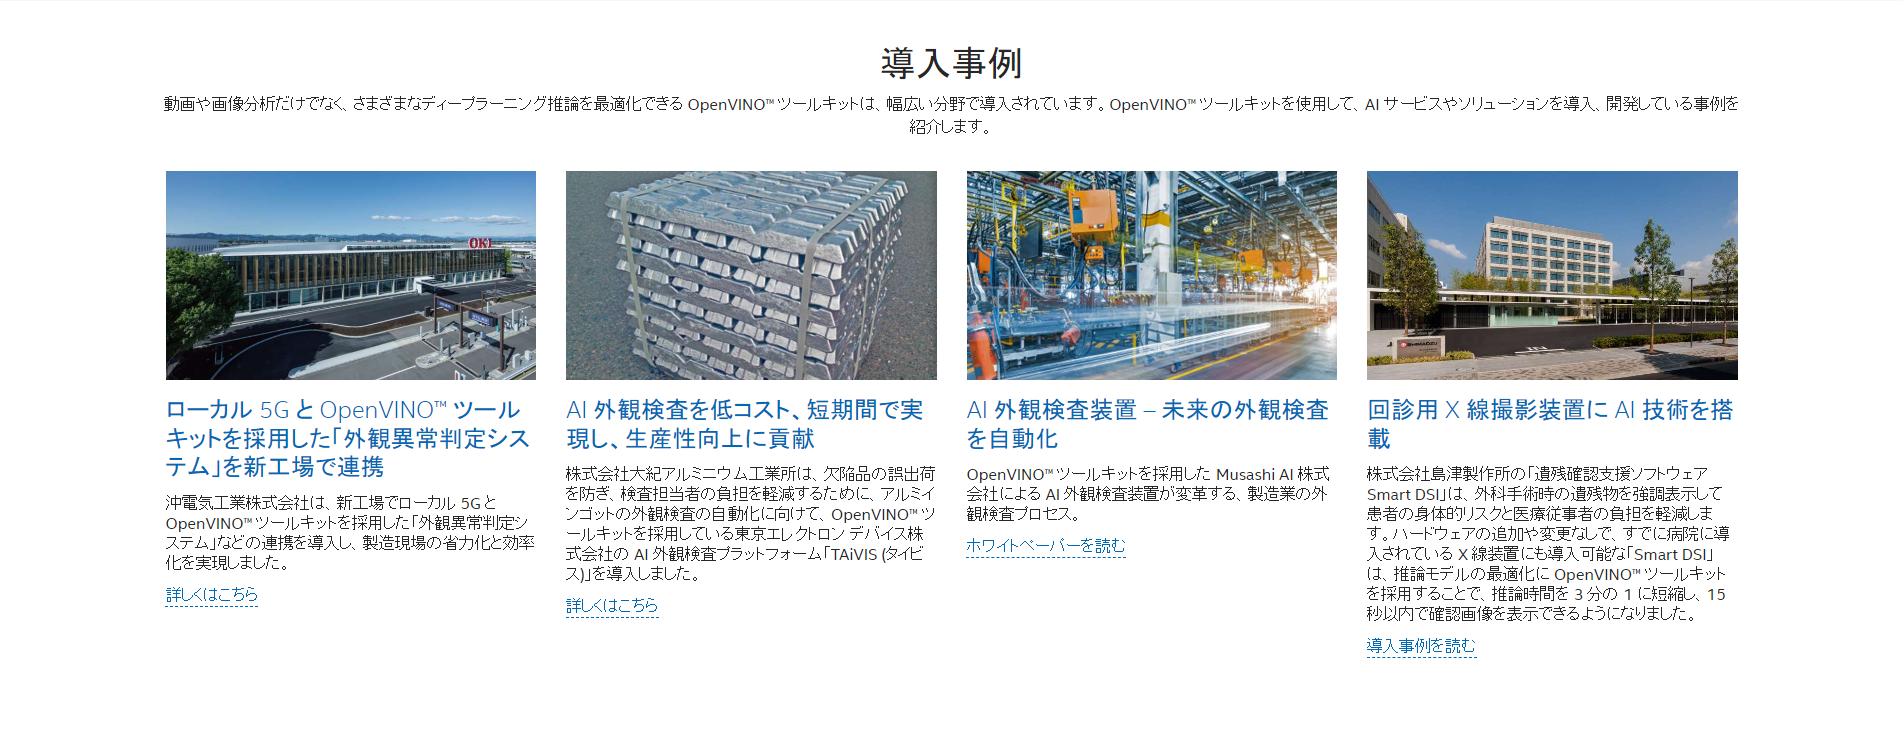 導入事例
動画や画像分析だけでなく、さまざまなディープラーニング推論を最適化できる OpenVINO™ ツールキットは、幅広い分野で導入されています。OpenVINO™ ツールキットを使用して、AI サービスやソリューションを導入、開発している事例を
紹介します。
OKI
SHIMADZU
ローカル 5G と OpenVINO™ ツール
キットを採用した「外観異常判定シス
テム」を新工場で連携
沖電気工業株式会社は、新工場でローカル 5G と
OpenVINO™ ツールキットを採用した「外観異常判定シ
ステム」などの連携を導入し、製造現場の省力化と効率
化を実現しました。
詳しくはこちら
AI 外観検査を低コスト、短期間で実
現し、生産性向上に貢献
株式会社大紀アルミニウム工業所は、欠陥品の誤出荷
を防ぎ、検査担当者の負担を軽減するために、アルミイ
ンゴットの外観検査の自動化に向けて、OpenVINO™ ツ
ールキットを採用している東京エレクトロン デバイス株
式会社の AI 外観検査プラットフォーム「TAiVIS (タイビ
ス)」を導入しました。
詳しくはこちら
AI 外観検査装置 – 未来の外観検査
を自動化
OpenVINO™ ツールキットを採用した Musashi AI 株式
会社による AI 外観検査装置が変革する、製造業の外
観検査プロセス。
ホワイトペーパーを読む
回診用 X 線撮影装置に AI 技術を搭
載
株式会社島津製作所の「遺残確認支援ソフトウェア
Smart DSI」は、外科手術時の遺残物を強調表示して
患者の身体的リスクと医療従事者の負担を軽減しま
す。ハードウェアの追加や変更なしで、すでに病院に導
入されている X 線装置にも導入可能な「Smart DSI」
は、推論モデルの最適化に OpenVINO™ ツールキット
を採用することで、推論時間を 3 分の 1 に短縮し、15
秒以内で確認画像を表示できるようになりました。
導入事例を読む